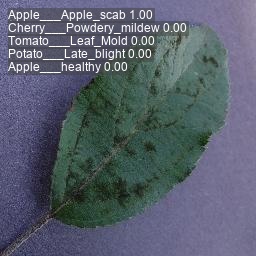 Apple___Apple_scab 1.00
Cherry___Powdery_mildew 0.00
Tomato___Leaf_Mold 0.00
Potato___Late_blight 0.00
Apple___healthy 0.00